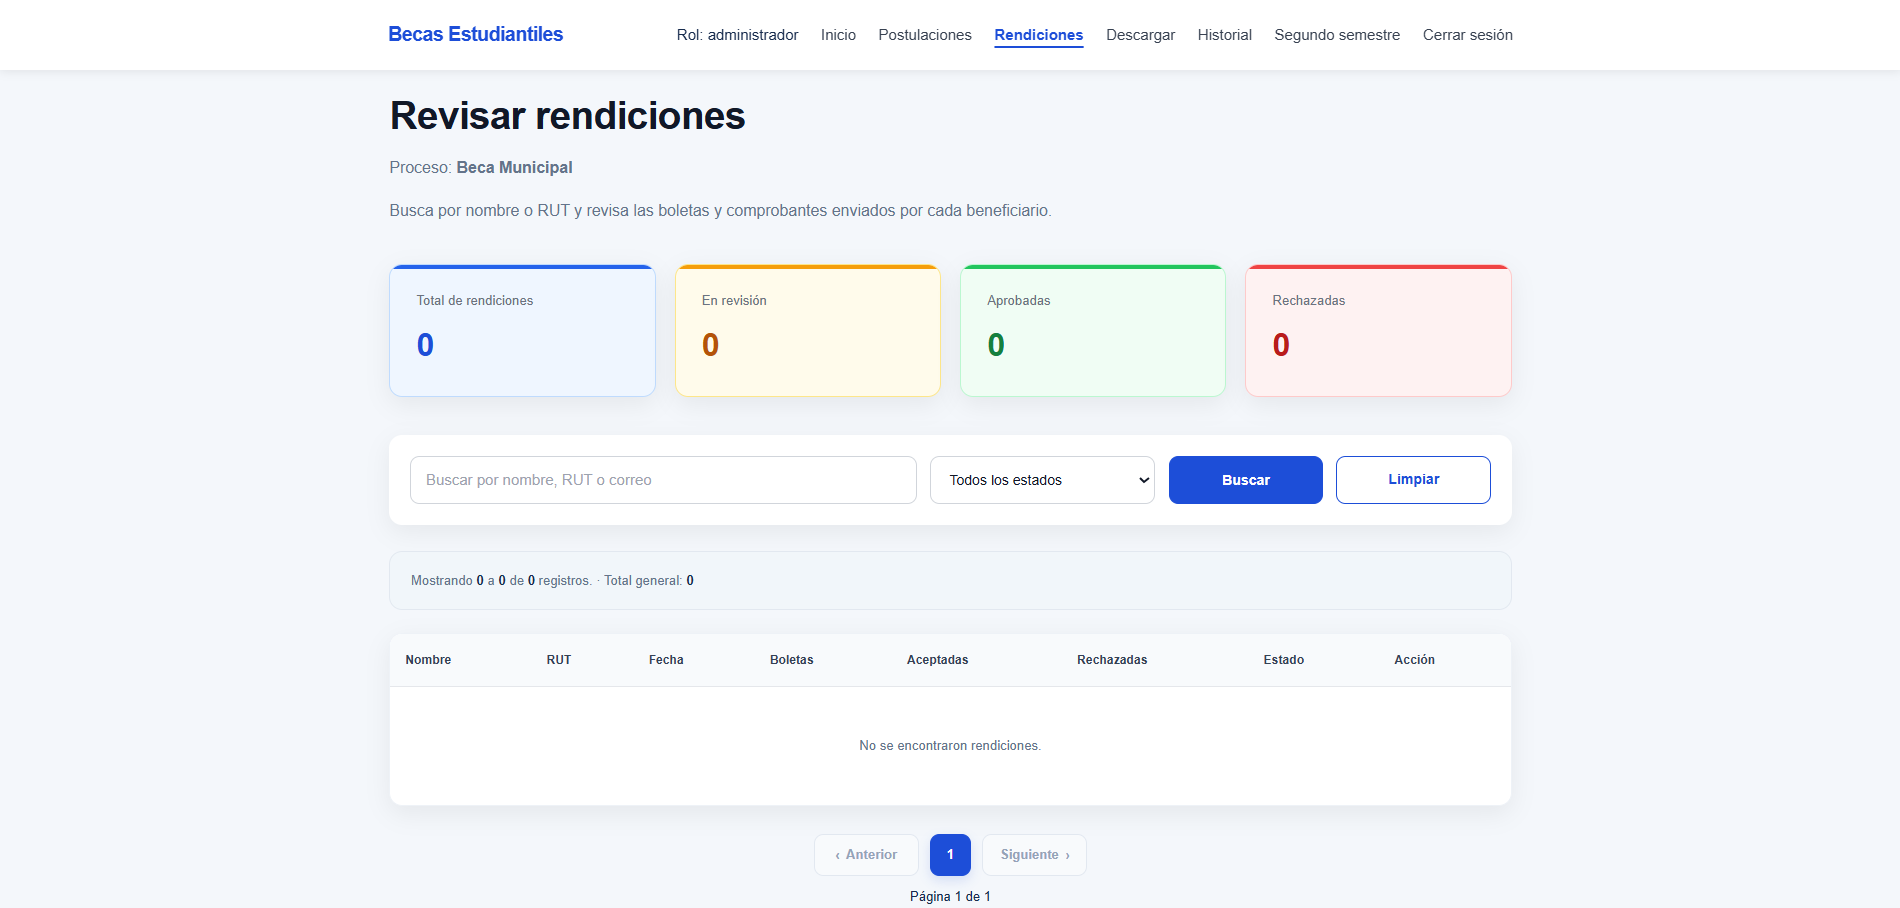 Becas Estudiantiles
Rol: administrador Inicio Postulaciones Rendiciones Descargar Historial Segundo semestre Cerrar sesión
Revisar rendiciones
Proceso: Beca Municipal
Busca por nombre o RUT y revisa las boletas y comprobantes enviados por cada beneficiario.
Total de rendiciones
0
En revisión
0
Aprobadas
0
Rechazadas
0
Buscar por nombre, RUT o correo
Todos los estados
Buscar
Limpiar
Mostrando 0 a 0 de 0 registros. · Total general: 0
Nombre RUT Fecha Boletas Aceptadas Rechazadas Estado Acción
No se encontraron rendiciones.
‹ Anterior 1 Siguiente ›
Página 1 de 1